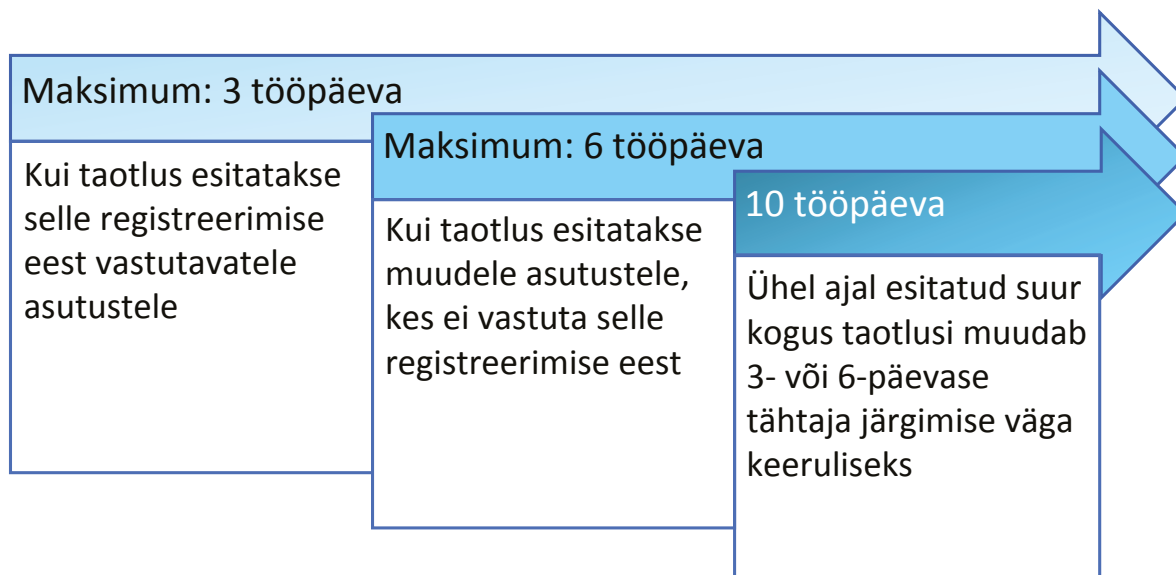 Maksimum: 3 tööpäeva
Kui taotlus esitatakse
selle registreerimise
eest vastutavatele
asutustele
Maksimum: 6 tööpäeva
Kui taotlus esitatakse
muudele asutustele,
kes ei vastuta selle
registreerimise eest
10 tööpäeva
Ühel ajal esitatud suur
kogus taotlusi muudab
3- või 6-päevase
tähtaja järgimise väga
keeruliseks